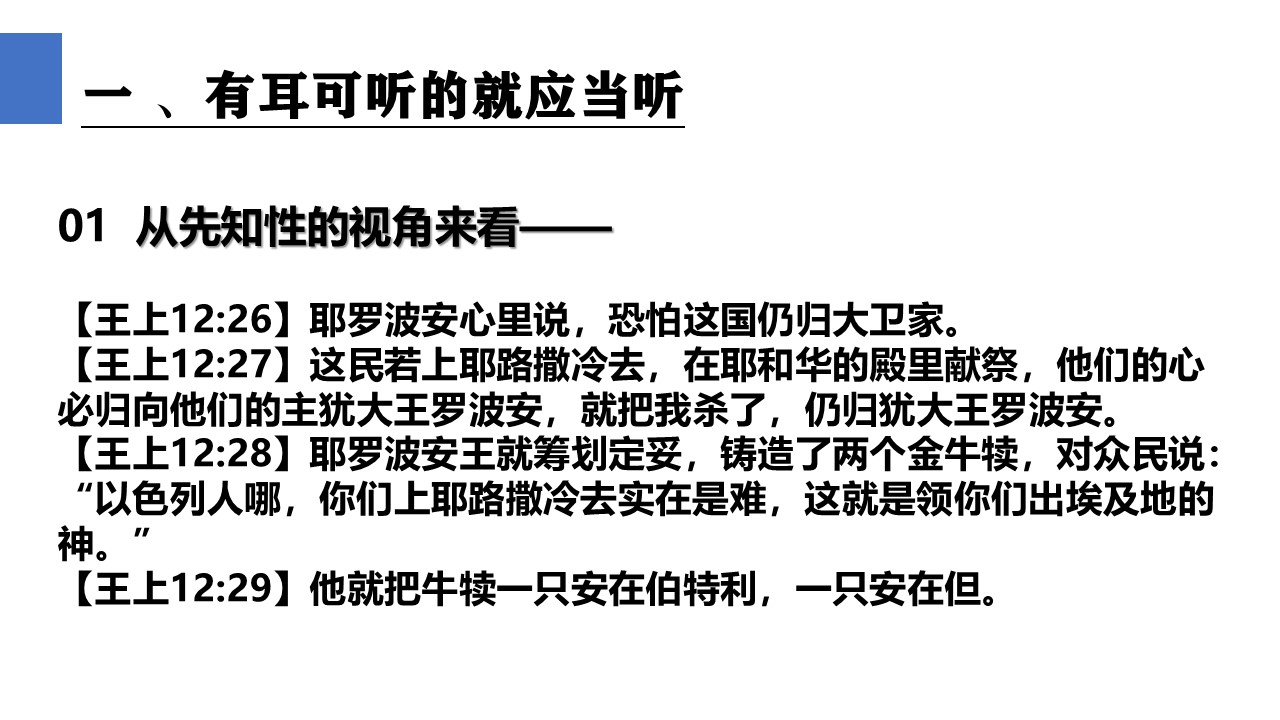 一 、有耳可听的就应当听
01 从先知性的视角来看——
【王上12:26】耶罗波安心里说，恐怕这国仍归大卫家。
【王上12:27】这民若上耶路撒冷去，在耶和华的殿里献祭，他们的心
必归向他们的主犹大王罗波安，就把我杀了，仍归犹大王罗波安。
【王上12:28】耶罗波安王就筹划定妥，铸造了两个金牛犊，对众民说：
“以色列人哪，你们上耶路撒冷去实在是难，这就是领你们出埃及地的
神。”
【王上12:29】他就把牛犊一只安在伯特利，一只安在但。